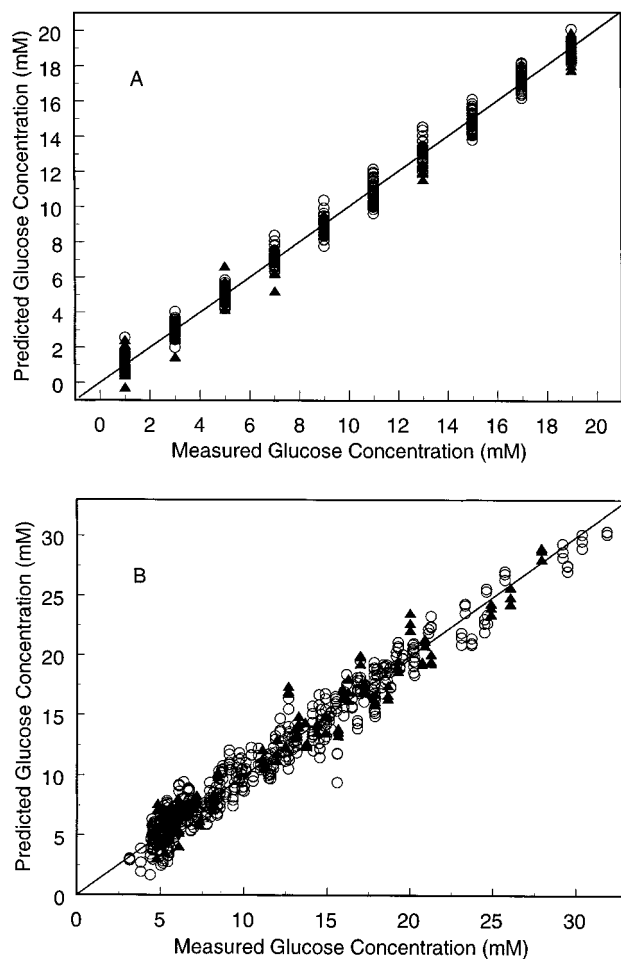 A
Predicted Glucose Concentration (mM)
20
18
16
14
12
10
8
6
4
2
0
0 2 4 6 8 10 12 14 16 18 20
Measured Glucose Concentration (mM)
B
Predicted Glucose Concentration (mM)
30
25
20
15
10
5
0
0 5 10 15 20 25 30
Measured Glucose Concentration (mM)